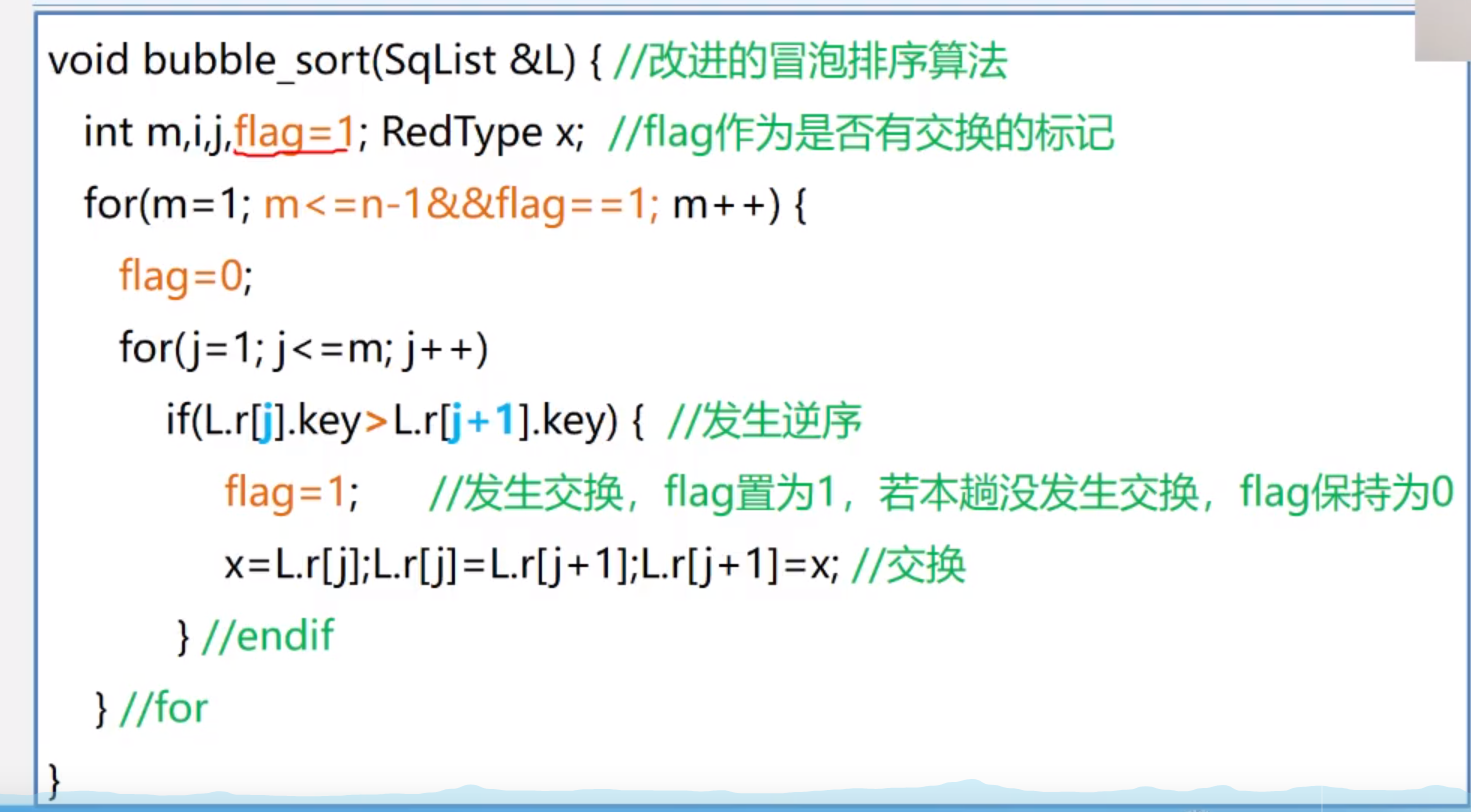 void bubble_sort(SqList &L) { //改进的冒泡排序算法
int m,i,j,flag=1; RedType x; //flag作为是否有交换的标记
for(m=1; m<=n-1&&flag==1; m++) {
flag=0;
for(j=1; j<=m; j++)
if(L.r[j].key>L.r[j+1].key) { //发生逆序
flag=1; //发生交换，flag置为1，若本趟没发生交换，flag保持为0
x=L.r[j];L.r[j]=L.r[j+1];L.r[j+1]=x; //交换
} //endif
} //for
}